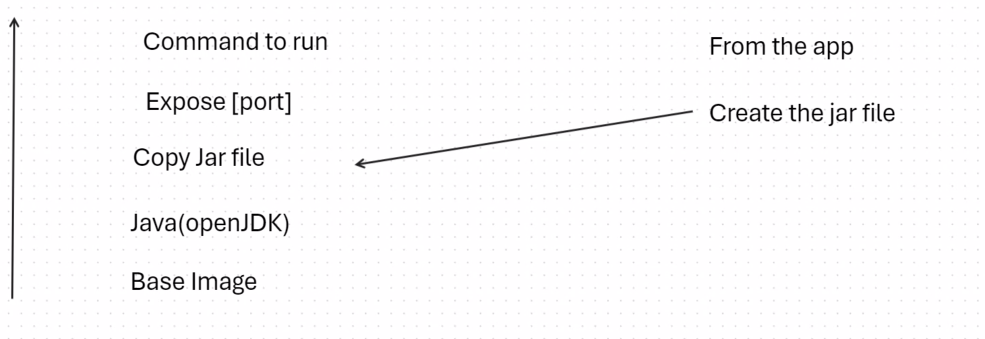 Command to run
Expose [port]
Copy Jar file
Java(openJDK)
Base Image
From the app
Create the jar file